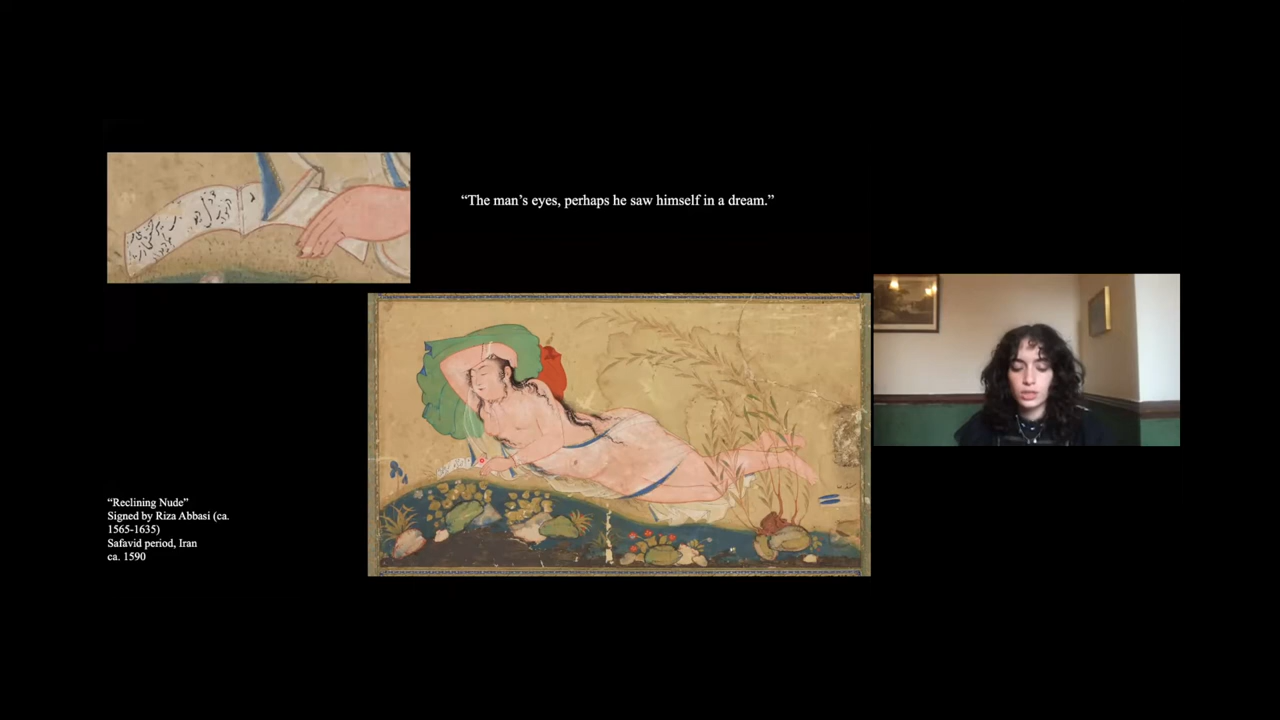 “The man’s eyes, perhaps he saw himself in a dream.”
“Reclining Nude”
Signed by Riza Abbasi (ca.
1565-1635)
Safavid period, Iran
ca. 1590